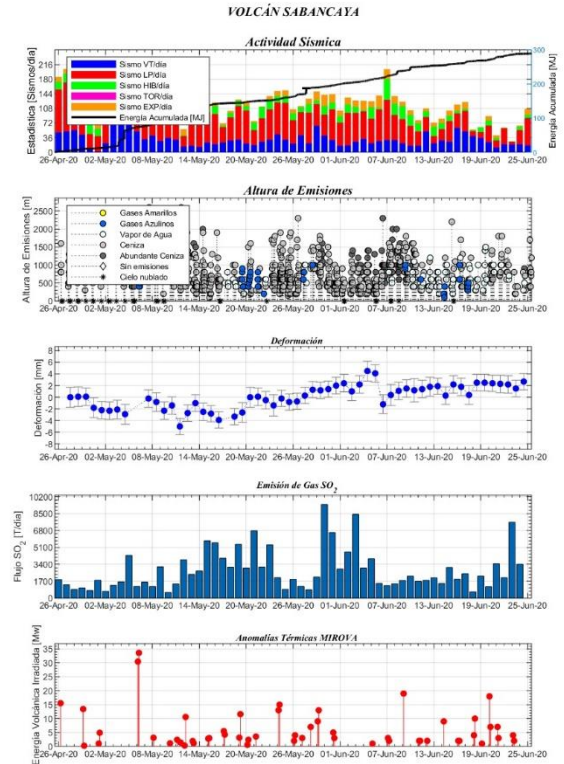 VOLCÁN SABANCAYA
Actividad Sísmica
Estadística [Sismos/día]
216
180
144
108
72
36
0
Sismo VT/día
Sismo LP/día
Sismo HIB/día
Sismo TOR/día
Sismo EXP/día
Energía Acumulada [MJ]
300
200
100
0
Energía Acumulada [MJ]
26-Apr-20 02-May-20 08-May-20 14-May-20 20-May-20 26-May-20 01-Jun-20 07-Jun-20 13-Jun-20 19-Jun-20 25-Jun-20
Altura de Emisiones
Altura de Emisiones [m]
2500
2000
1500
1000
500
0
Gases Amarillos
Gases Azulinos
Vapor de Agua
Ceniza
Abundante Ceniza
Sin emisiones
Cielo nublado
26-Apr-20 02-May-20 08-May-20 14-May-20 20-May-20 26-May-20 01-Jun-20 07-Jun-20 13-Jun-20 19-Jun-20 25-Jun-20
Deformación
Deformación [mm]
8
6
4
2
0
-2
-4
-6
-8
26-Apr-20 02-May-20 08-May-20 14-May-20 20-May-20 26-May-20 01-Jun-20 07-Jun-20 13-Jun-20 19-Jun-20 25-Jun-20
Emisión de Gas SO2
Flujo SO2 [T/día]
10200
8500
6800
5100
3400
1700
0
26-Apr-20 02-May-20 08-May-20 14-May-20 20-May-20 26-May-20 01-Jun-20 07-Jun-20 13-Jun-20 19-Jun-20 25-Jun-20
Anomalías Térmicas MIROVA
Energía Volcánica Irradiada [Mw]
35
30
25
20
15
10
5
0
26-Apr-20 02-May-20 08-May-20 14-May-20 20-May-20 26-May-20 01-Jun-20 07-Jun-20 13-Jun-20 19-Jun-20 25-Jun-20